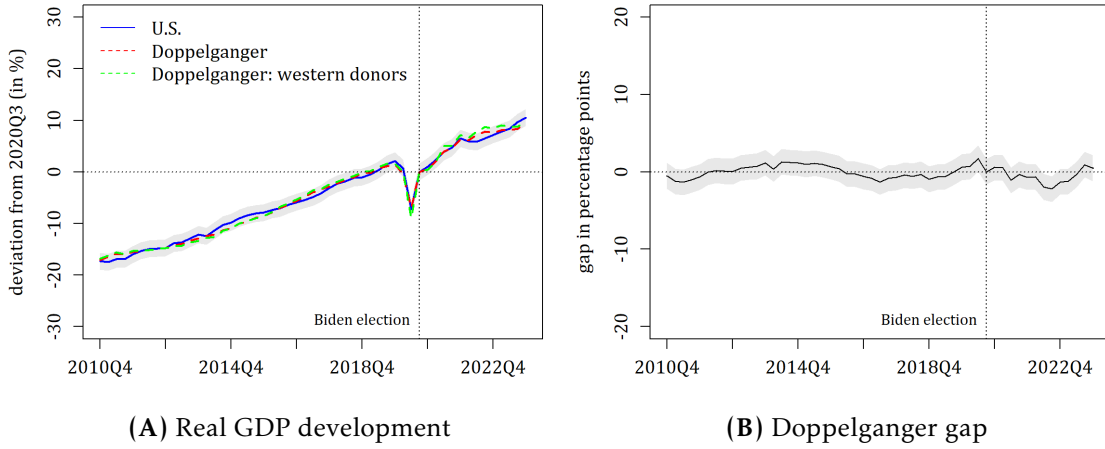 deviation from 2020Q3 (in %)
30
20
10
0
-10
-20
-30
U.S.
Doppelganger
Doppelganger: western donors
Biden election
2010Q4 2014Q4 2018Q4 2022Q4
(A) Real GDP development
gap in percentage points
20
10
0
-10
-20
Biden election
2010Q4 2014Q4 2018Q4 2022Q4
(B) Doppelganger gap